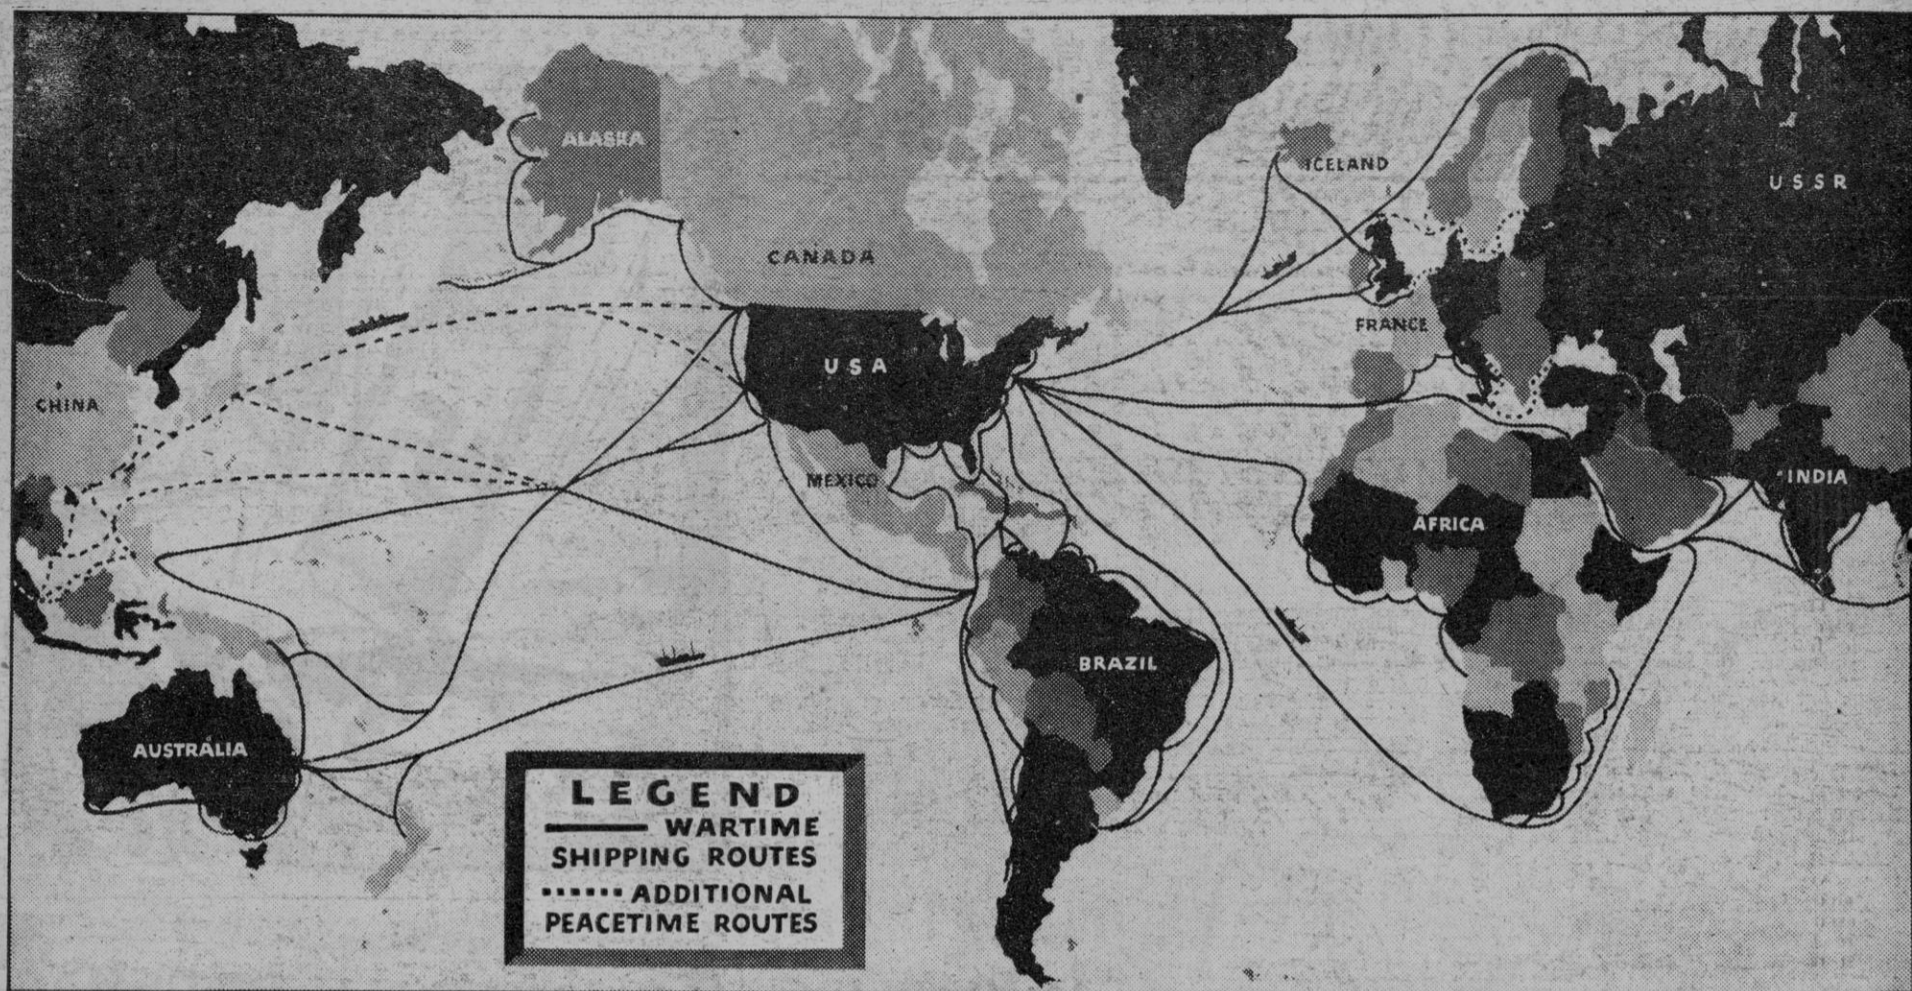 ALASKA
ICELAND
USSR
CANADA
FRANCE
USA
CHINA
MEXICO
INDIA
AFRICA
BRAZIL
AUSTRALIA
LEGEND
WARTIME
SHIPPING ROUTES
ADDITIONAL
PEACETIME ROUTES